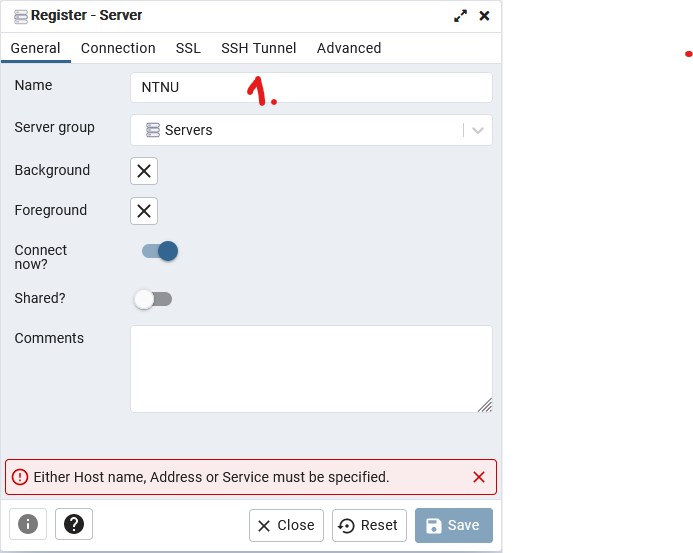 Register - Server
General Connection SSL SSH Tunnel Advanced
Name NTNU 1.
Server group Servers
Background
Foreground
Connect
now?
Shared?
Comments
Either Host name, Address or Service must be specified.
Close Reset Save